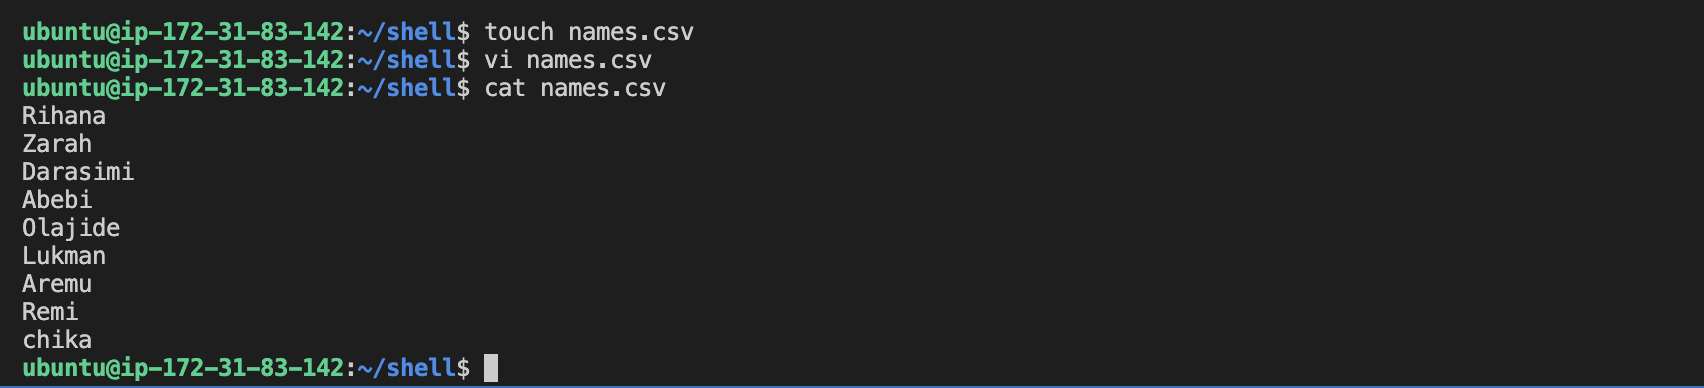 ubuntu@ip-172-31-83-142:~/shell$ touch names.csv
ubuntu@ip-172-31-83-142:~/shell$ vi names.csv
ubuntu@ip-172-31-83-142:~/shell$ cat names.csv
Rihana
Zarah
Darasimi
Abebi
Olajide
Lukman
Aremu
Remi
chika
ubuntu@ip-172-31-83-142:~/shell$